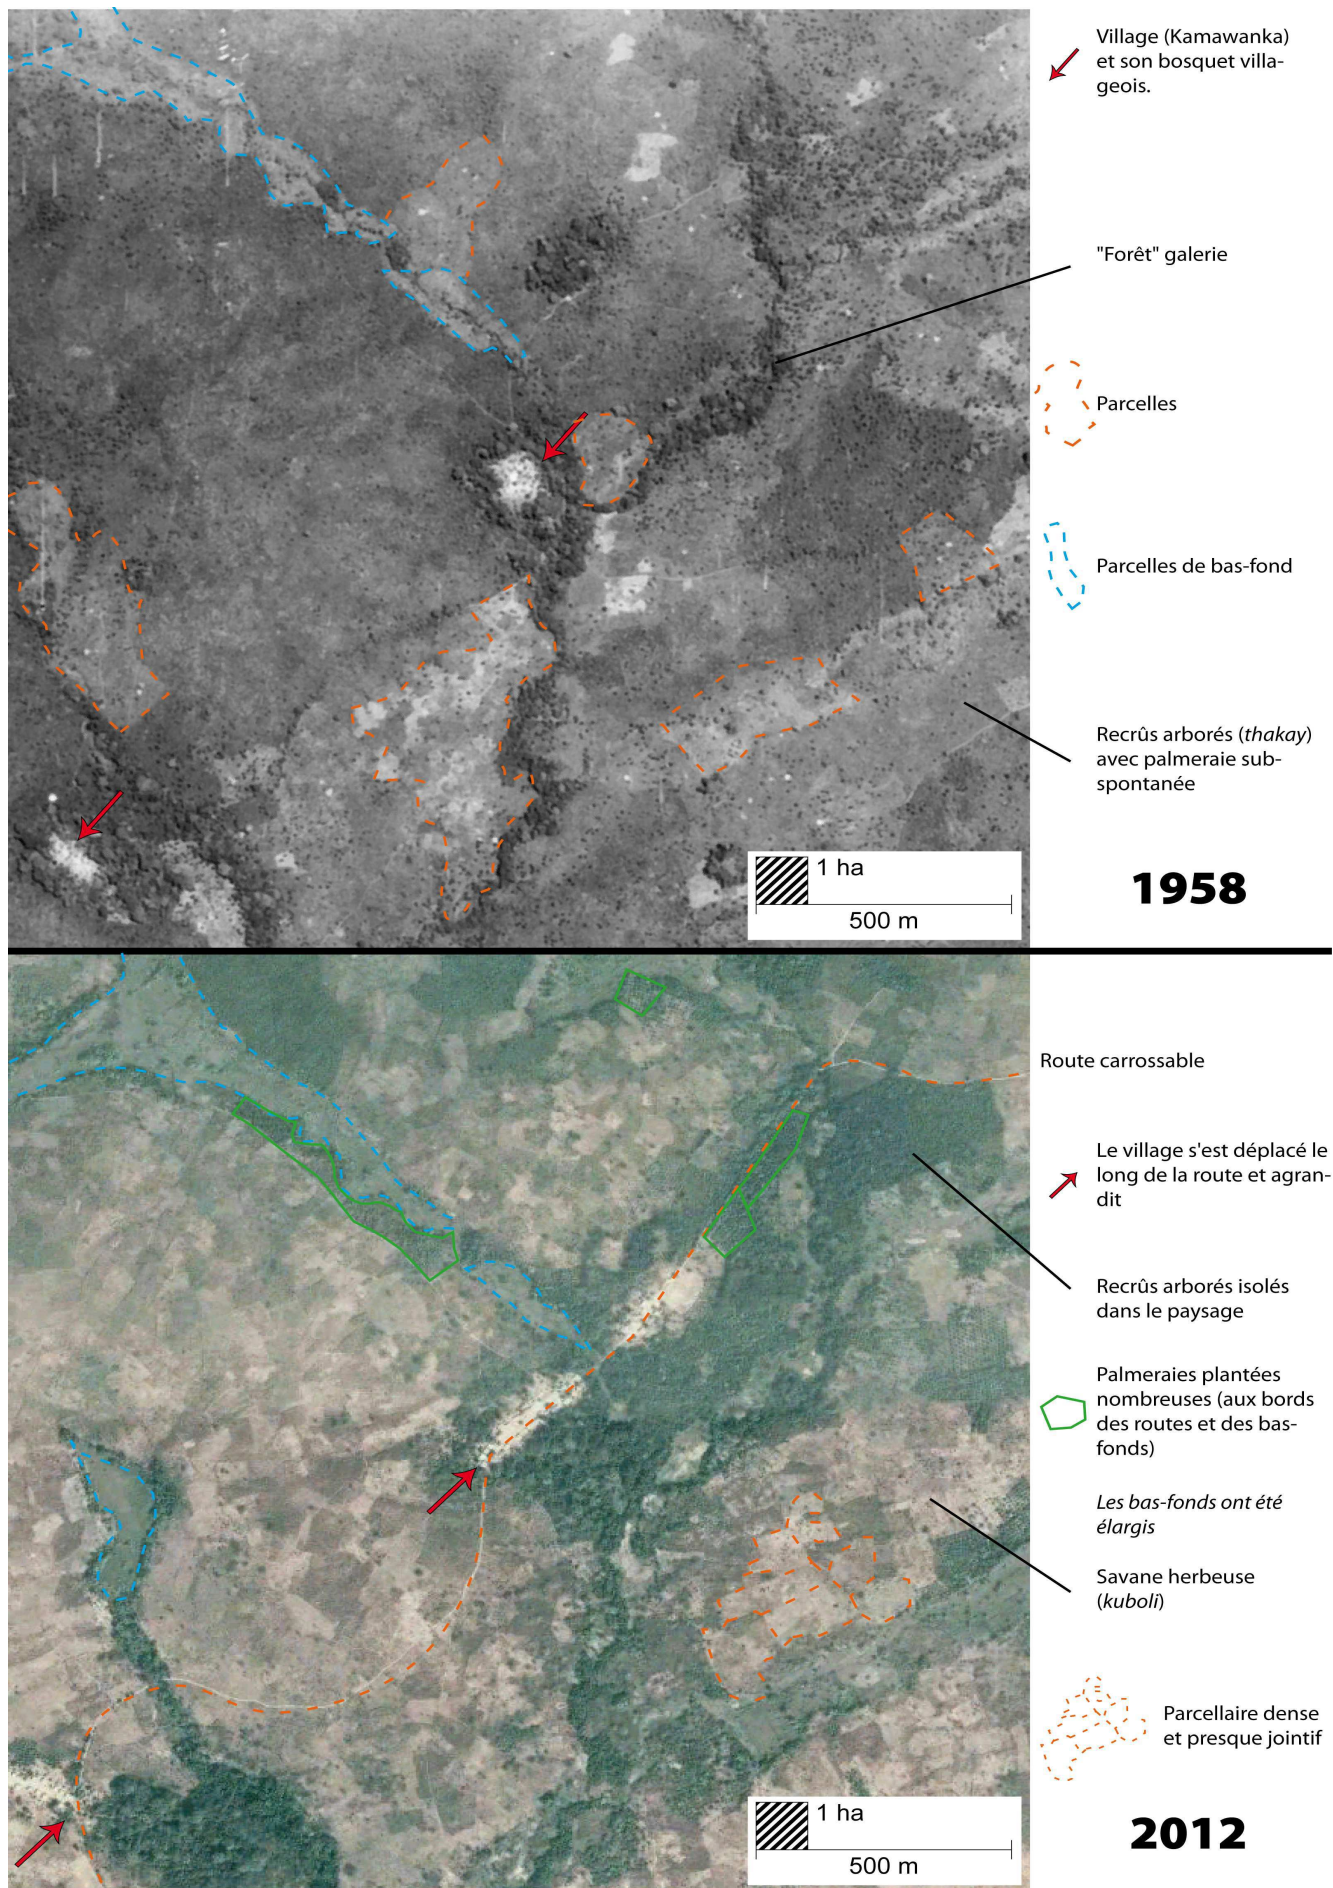 Village (Kamawanka)
et son bosquet villa-
geois.
"Forêt" galerie
Parcelles
Parcelles de bas-fond
Recrûs arborés (thakay)
avec palmeraie sub-
spontanée
1 ha
500 m
1958
Route carrossable
Le village s'est déplacé le
long de la route et agran-
dit
Recrûs arborés isolés
dans le paysage
Palmeraies plantées
nombreuses (aux bords
des routes et des bas-
fonds)
Les bas-fonds ont été
élargis
Savane herbeuse
(kuboli)
Parcellaire dense
et presque jointif
1 ha
500 m
2012